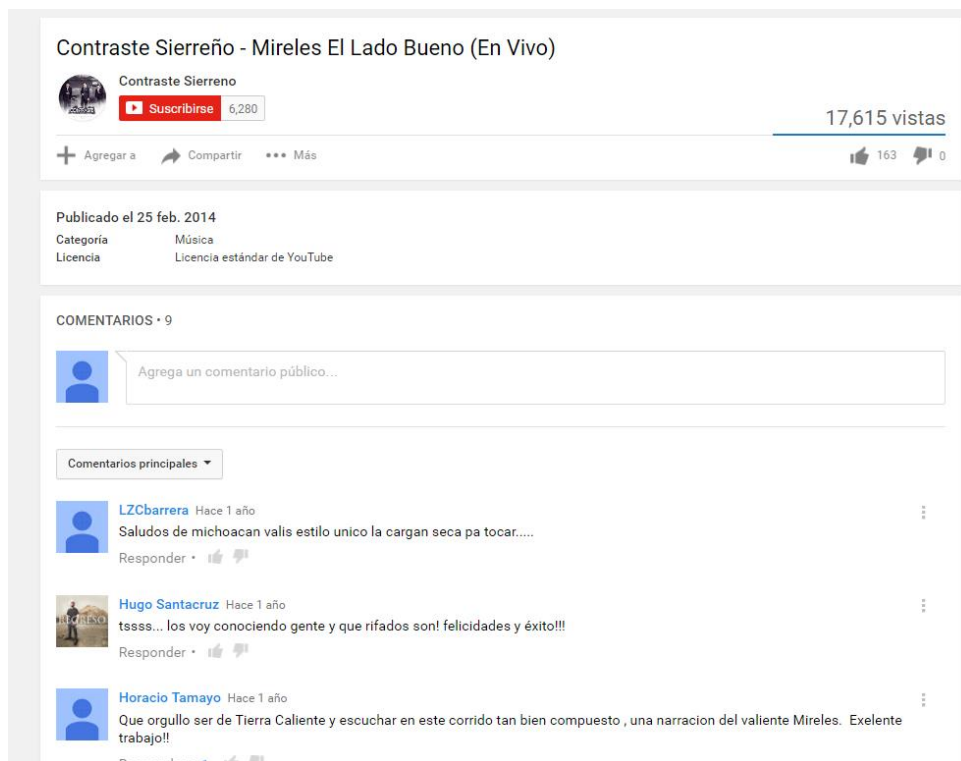 Contraste Sierreño - Mireles El Lado Bueno (En Vivo)
Contraste Sierreno
Suscribirse 6,280
17,615 vistas
Agregar a Compartir Más 163 0
Publicado el 25 feb. 2014
Categoría Música
Licencia Licencia estándar de YouTube
COMENTARIOS • 9
Agrega un comentario público...
Comentarios principales
LZCbarrera Hace 1 año
Saludos de michoacan valis estilo unico la cargan seca pa tocar.....
Responder •
Hugo Santacruz Hace 1 año
tssss... los voy conociendo gente y que rifados son! felicidades y éxito!!!
Responder •
Horacio Tamayo Hace 1 año
Que orgullo ser de Tierra Caliente y escuchar en este corrido tan bien compuesto , una narracion del valiente Mireles. Exelente
trabajo!!